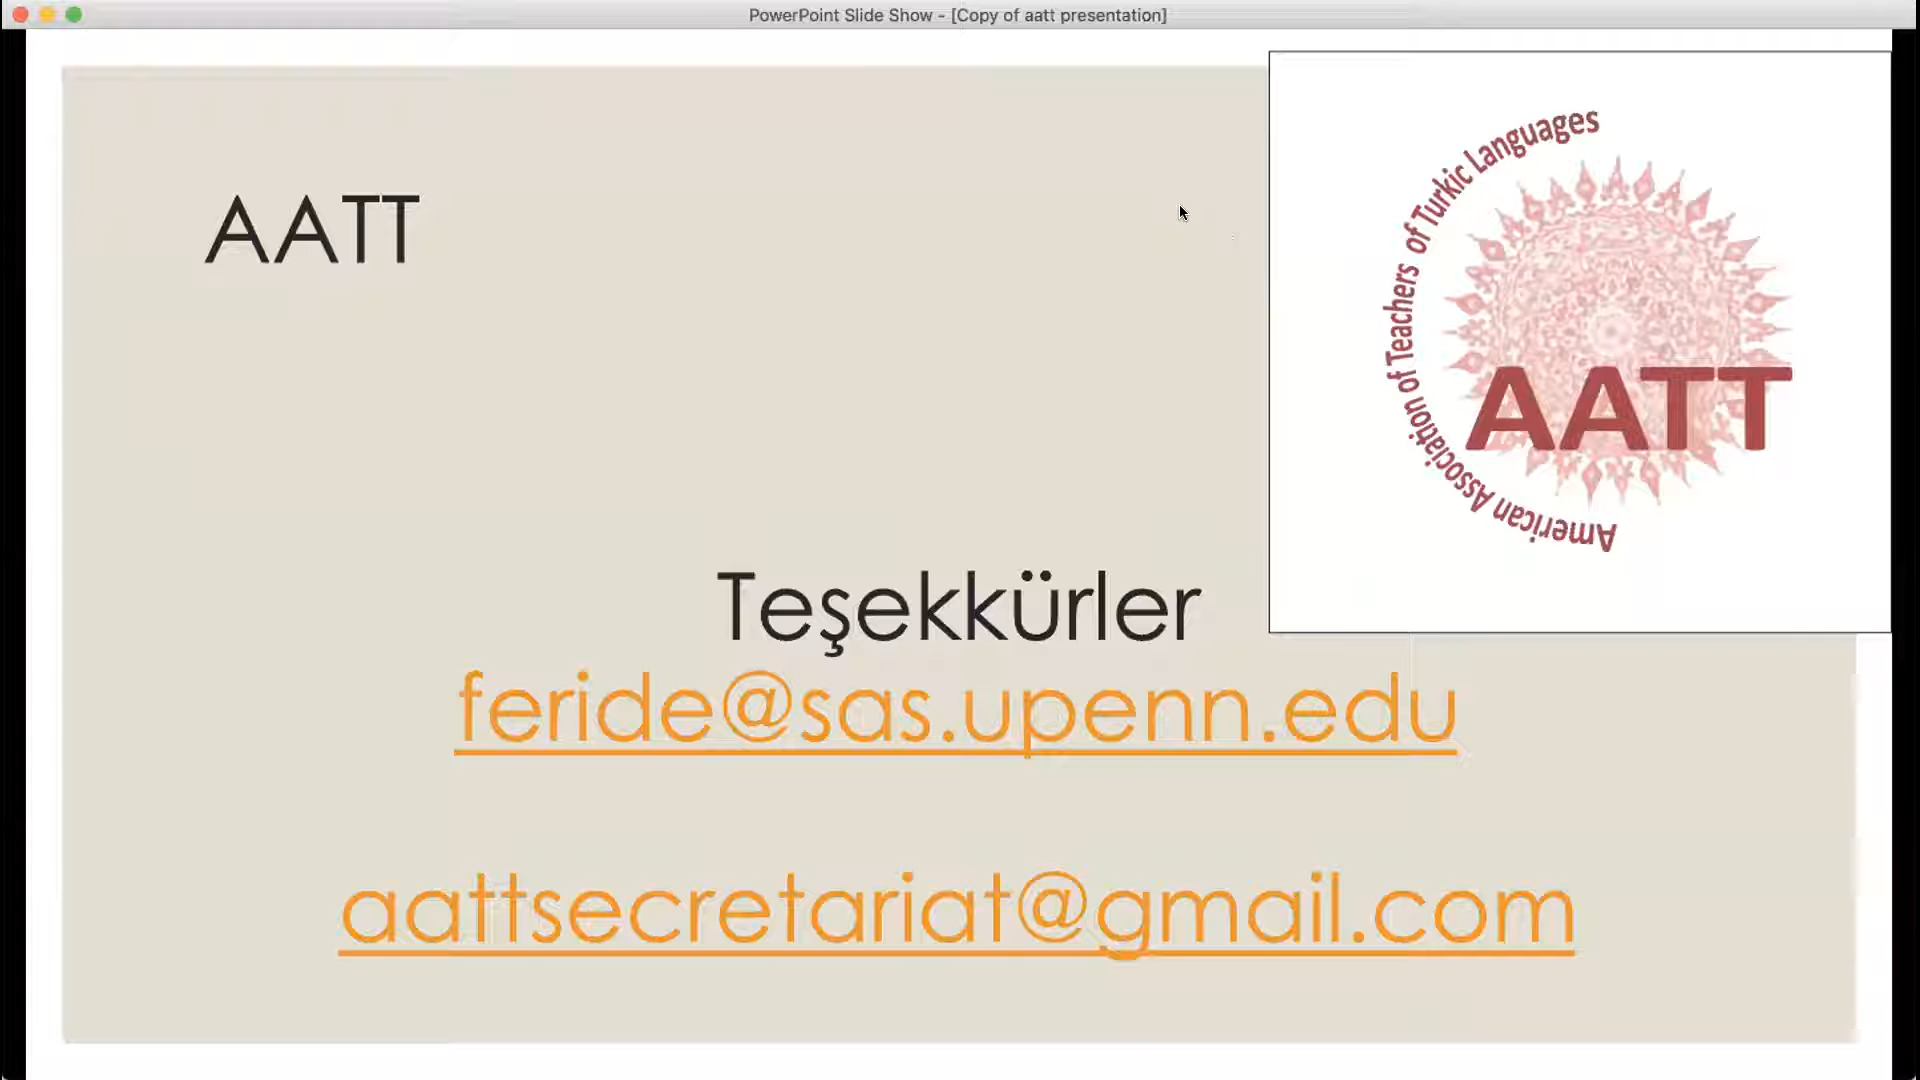 PowerPoint Slide Show - [Copy of aatt presentation]
AATT
American Association of Teachers of Turkic Languages
AATT
Teşekkürler
feride@sas.upenn.edu
aattsecretariat@gmail.com